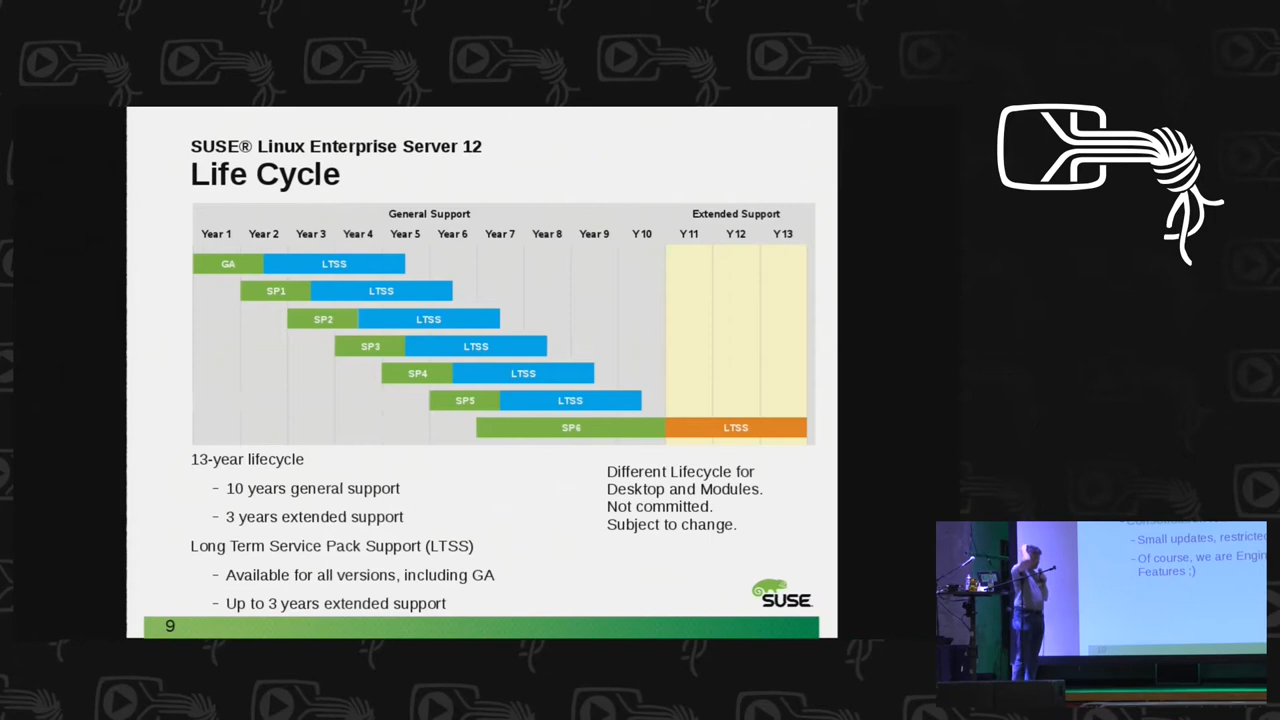 SUSE® Linux Enterprise Server 12
Life Cycle
General Support Extended Support
Year 1 Year 2 Year 3 Year 4 Year 5 Year 6 Year 7 Year 8 Year 9 Y 10 Y 11 Y 12 Y 13
GA LTSS
SP1 LTSS
SP2 LTSS
SP3 LTSS
SP4 LTSS
SP5 LTSS
SP6 LTSS
13-year lifecycle
- 10 years general support
- 3 years extended support
Long Term Service Pack Support (LTSS)
- Available for all versions, including GA
- Up to 3 years extended support
Different Lifecycle for
Desktop and Modules.
Not committed.
Subject to change.
SUSE
9
- Small updates, restricted
- Of course, we are Engin
Features ;)
10